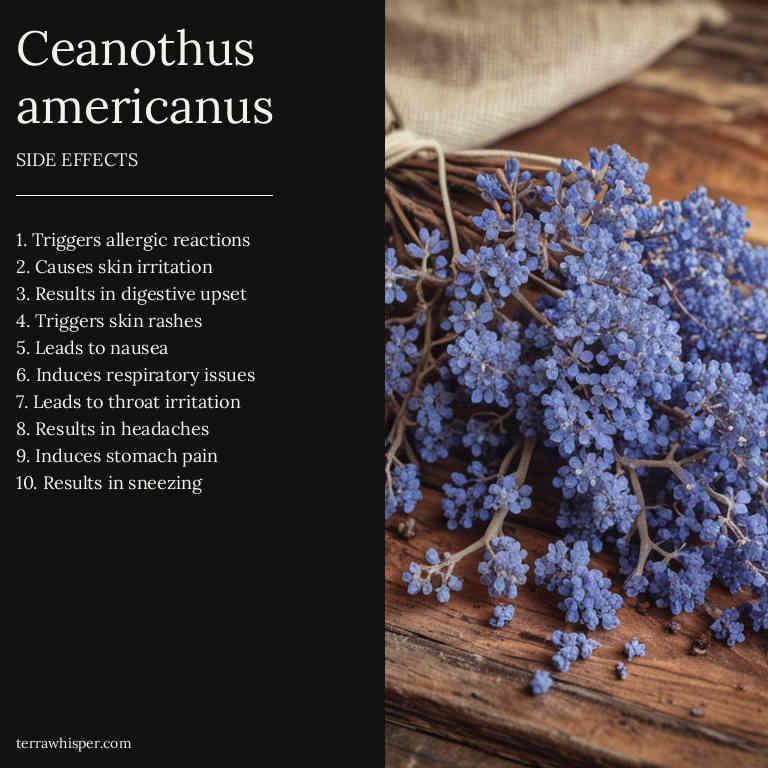 Ceanothus
americanus
SIDE EFFECTS
1. Triggers allergic reactions
2. Causes skin irritation
3. Results in digestive upset
4. Triggers skin rashes
5. Leads to nausea
6. Induces respiratory issues
7. Leads to throat irritation
8. Results in headaches
9. Induces stomach pain
10. Results in sneezing
terrawhisper.com